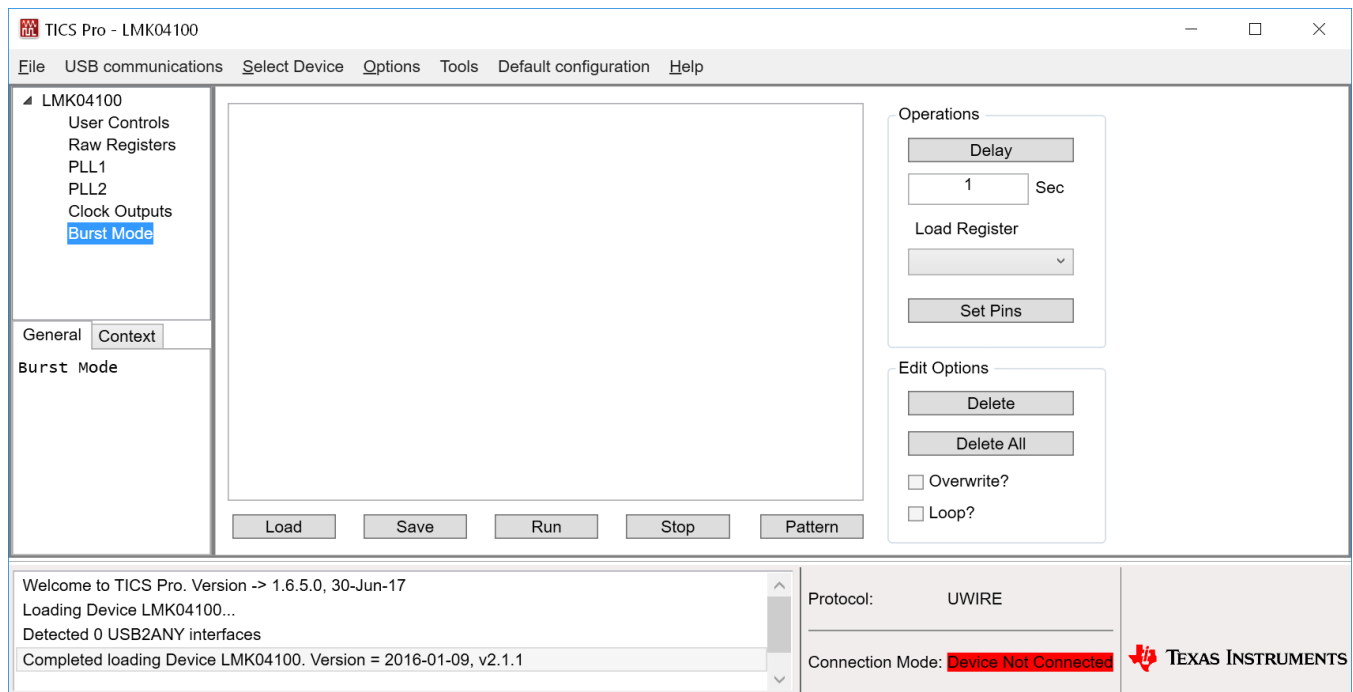 TICS Pro - LMK04100
File USB communications Select Device Options Tools Default configuration Help
LMK04100
User Controls
Raw Registers
PLL1
PLL2
Clock Outputs
Burst Mode
General Context
Burst Mode
Load Save Run Stop Pattern
Operations
Delay
1 Sec
Load Register
Set Pins
Edit Options
Delete
Delete All
Overwrite?
Loop?
Welcome to TICS Pro. Version -> 1.6.5.0, 30-Jun-17
Loading Device LMK04100...
Detected 0 USB2ANY interfaces
Completed loading Device LMK04100. Version = 2016-01-09, v2.1.1
Protocol: UWIRE
Connection Mode: Device Not Connected
TEXAS INSTRUMENTS